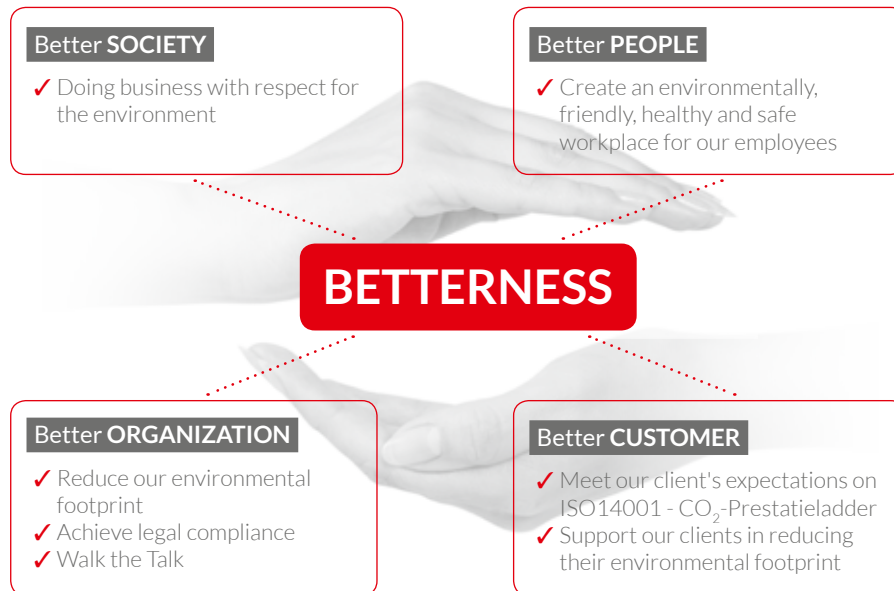 Better SOCIETY
✓ Doing business with respect for
the environment
Better PEOPLE
✓ Create an environmentally,
friendly, healthy and safe
workplace for our employees
BETTERNESS
Better ORGANIZATION
✓ Reduce our environmental
footprint
✓ Achieve legal compliance
✓ Walk the Talk
Better CUSTOMER
✓ Meet our client's expectations on
ISO14001 - CO₂-Prestatieladder
✓ Support our clients in reducing
their environmental footprint